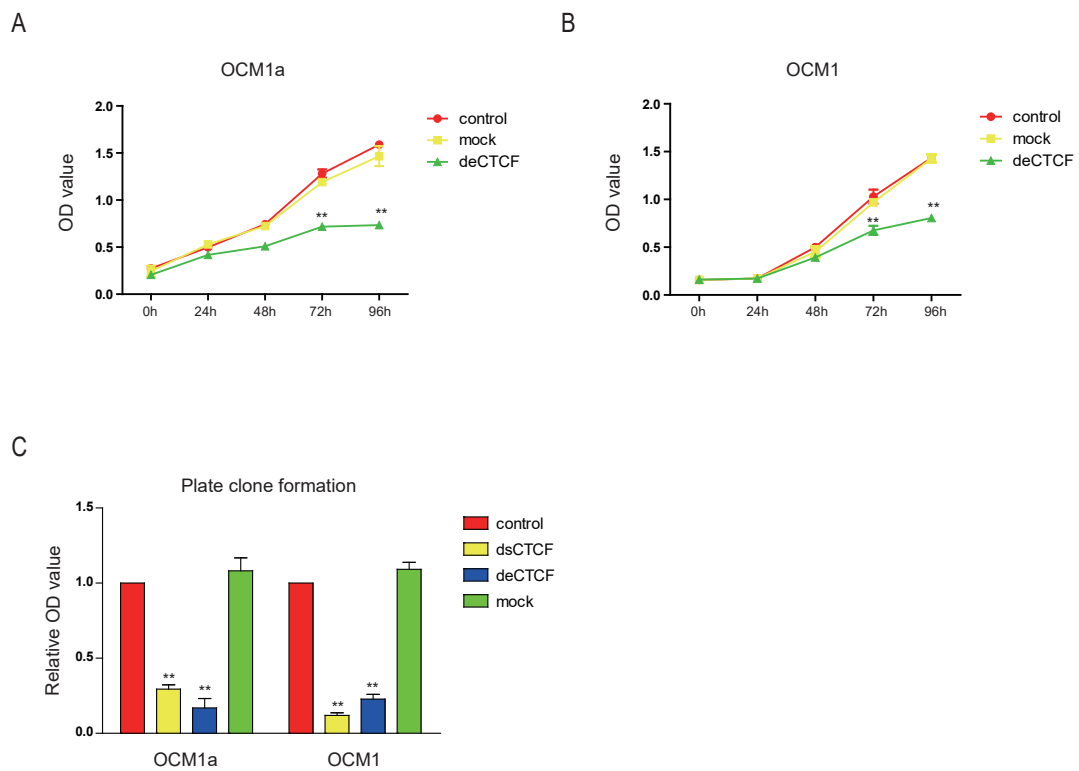 A
OCM1a
OD value
2.0
1.5
1.0
0.5
0.0
0h 24h 48h 72h 96h
** **
control
mock
deCTCF
B
OCM1
OD value
2.0
1.5
1.0
0.5
0.0
0h 24h 48h 72h 96h
** **
control
mock
deCTCF
C
Plate clone formation
Relative OD value
1.5
1.0
0.5
0.0
** ** ** **
OCM1a OCM1
control
dsCTCF
deCTCF
mock